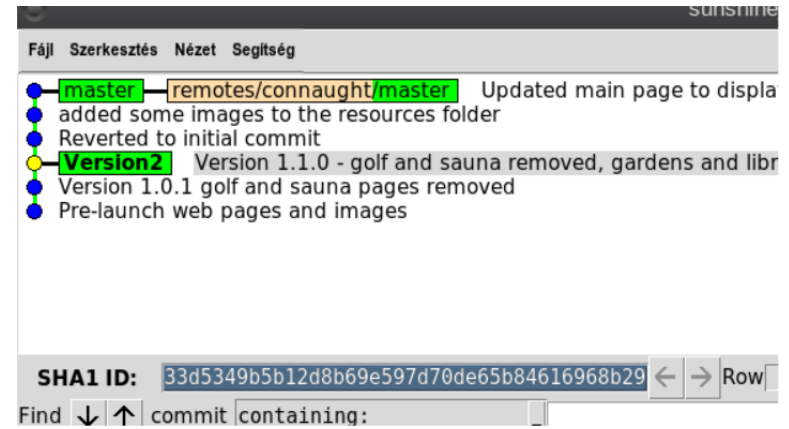 sunshine
Fájl Szerkesztés Nézet Segítség
master remotes/connaught/master Updated main page to displa
added some images to the resources folder
Reverted to initial commit
Version2 Version 1.1.0 - golf and sauna removed, gardens and libr
Version 1.0.1 golf and sauna pages removed
Pre-launch web pages and images
SHA1 ID: 33d5349b5b12d8b69e597d70de65b84616968b29 ← → Row
Find ↓ ↑ commit containing: